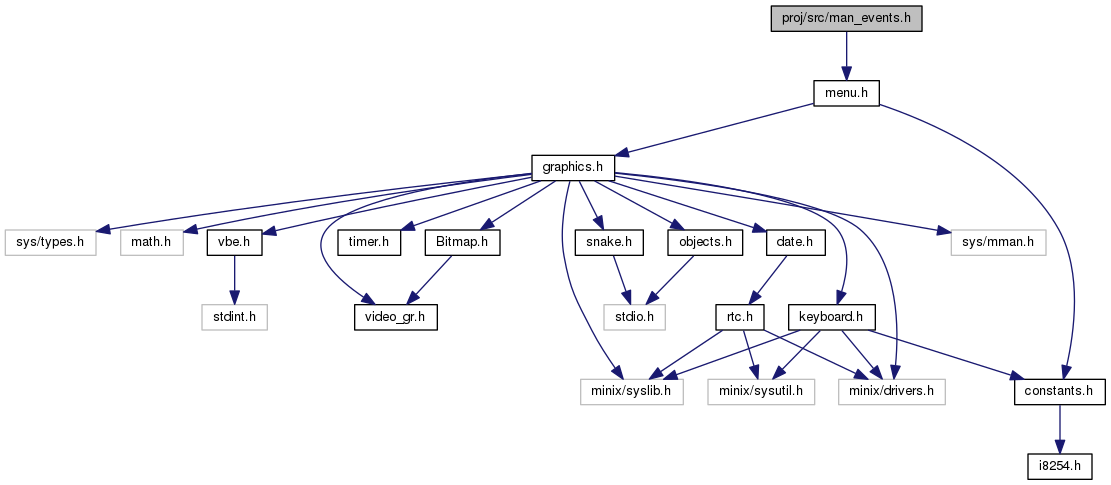 proj/src/man_events.h
menu.h
graphics.h
sys/types.h
math.h
vbe.h
timer.h
Bitmap.h
snake.h
objects.h
date.h
sys/mman.h
stdint.h
video_gr.h
stdio.h
rtc.h
keyboard.h
minix/syslib.h
minix/sysutil.h
minix/drivers.h
constants.h
i8254.h